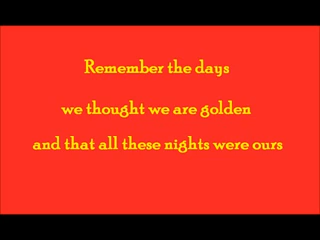 Remember the days
we thought we are golden
and that all these nights were ours